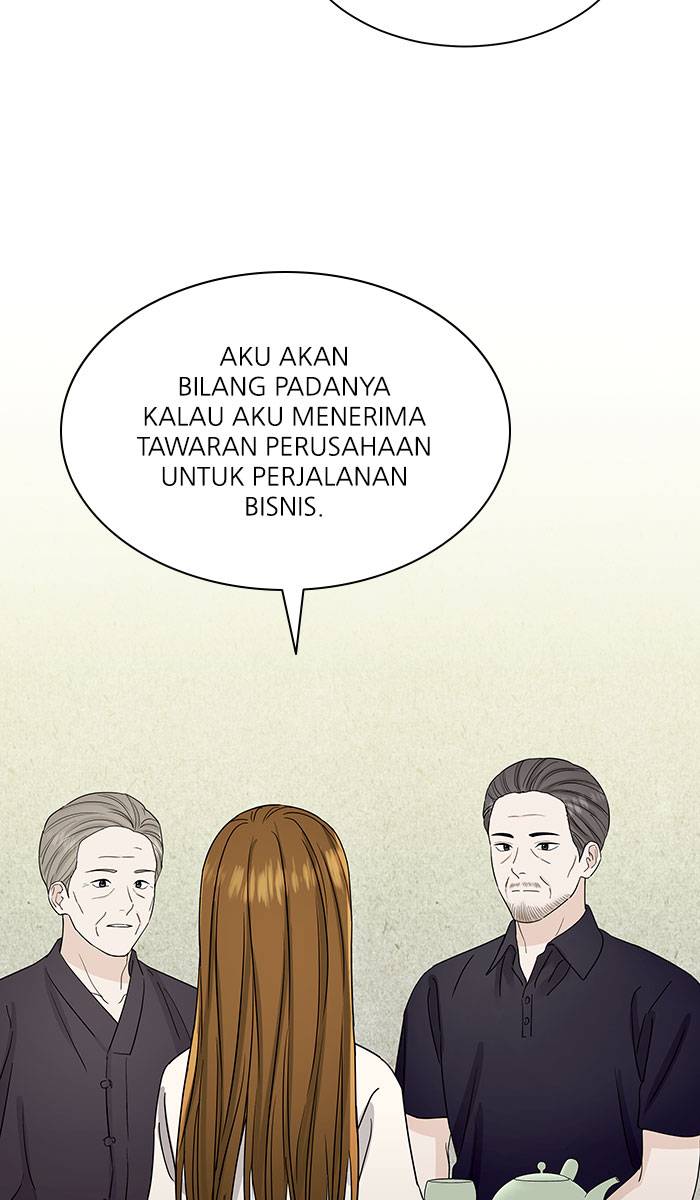 AKU AKAN
BILANG PADANYA
KALAU AKU MENERIMA
TAWARAN PERUSAHAAN
UNTUK PERJALANAN
BISNIS.